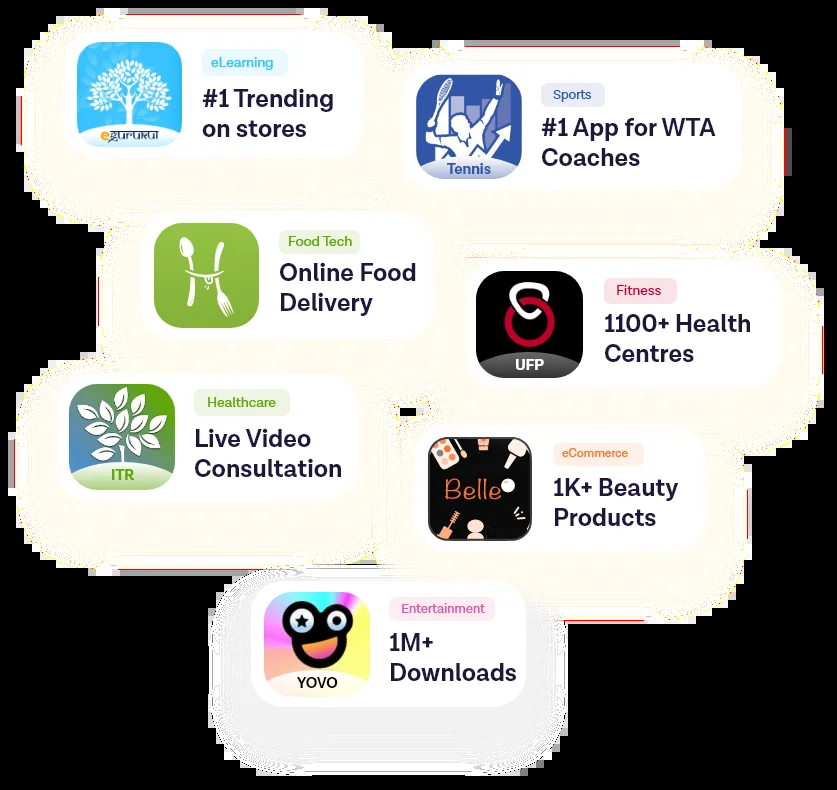 eLearning
#1 Trending
on stores
egurukul
Sports
#1 App for WTA
Coaches
Tennis
Food Tech
Online Food
Delivery
Fitness
1100+ Health
Centres
UFP
Healthcare
Live Video
Consultation
ITR
eCommerce
1K+ Beauty
Products
Belle
Entertainment
1M+
Downloads
YOVO